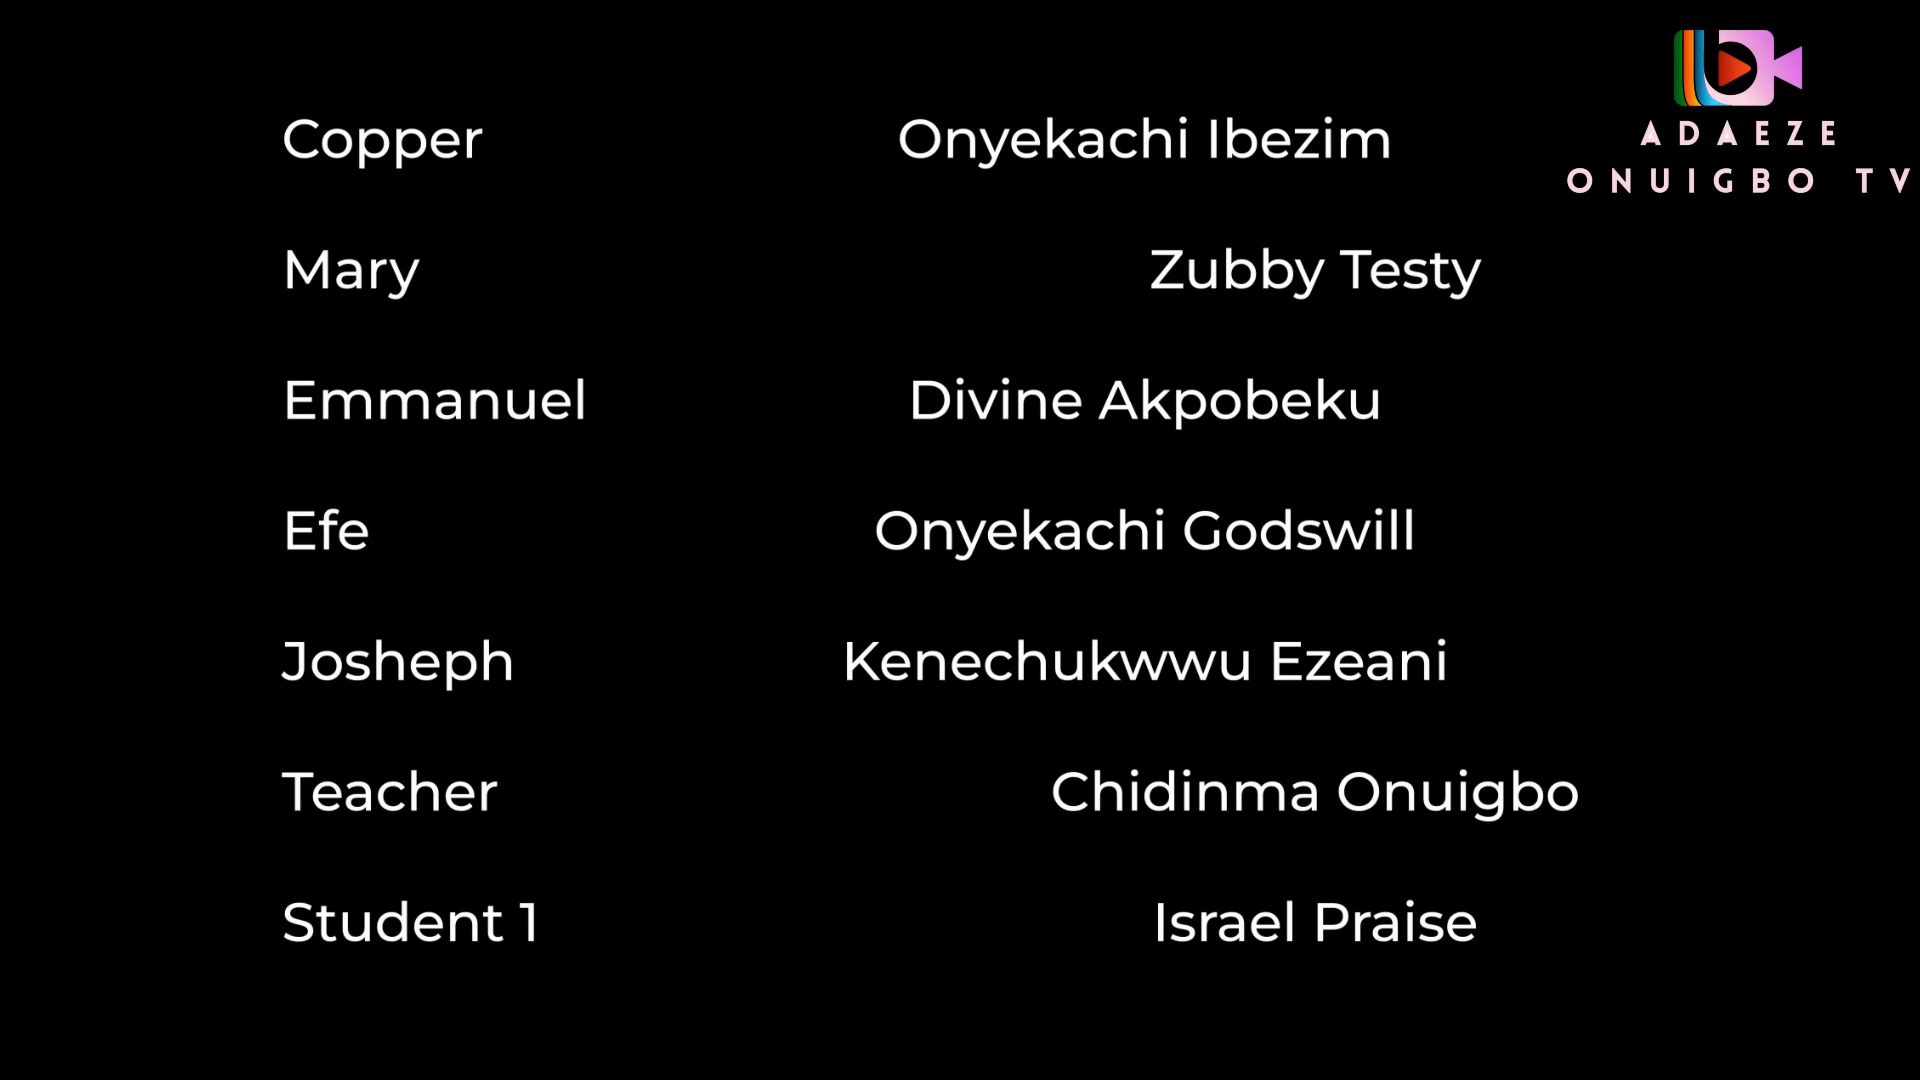 ADAEZE
ONUIGBO TV
Copper Onyekachi Ibezim
Mary Zubby Testy
Emmanuel Divine Akpobeku
Efe Onyekachi Godswill
Josheph Kenechukwwu Ezeani
Teacher Chidinma Onuigbo
Student 1 Israel Praise